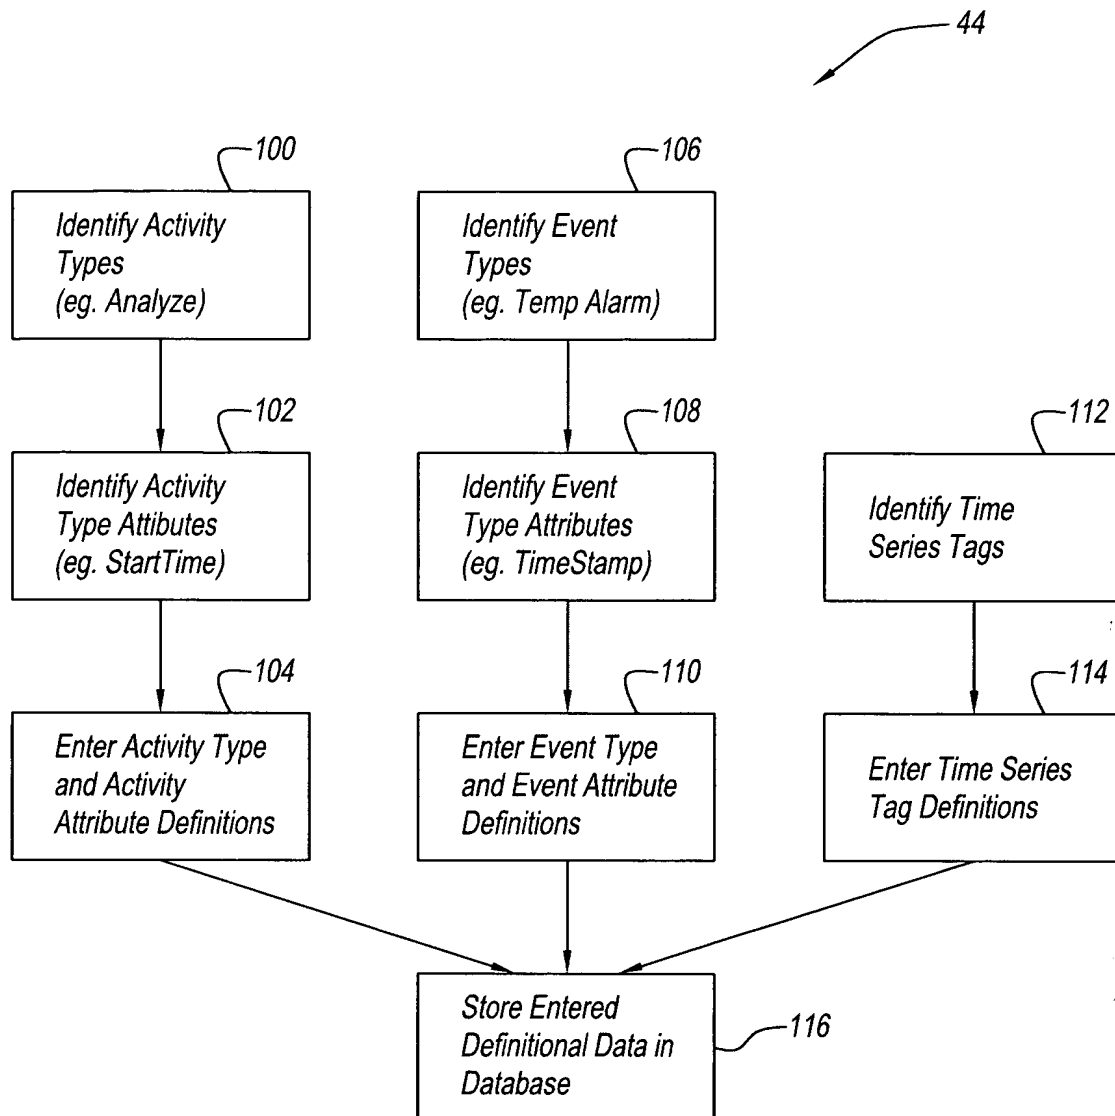 44
100
Identify Activity
Types
(eg. Analyze)
106
Identify Event
Types
(eg. Temp Alarm)
102
Identify Activity
Type Attibutes
(eg. StartTime)
108
Identify Event
Type Attributes
(eg. TimeStamp)
112
Identify Time
Series Tags
104
Enter Activity Type
and Activity
Attribute Definitions
110
Enter Event Type
and Event Attribute
Definitions
114
Enter Time Series
Tag Definitions
Store Entered
Definitional Data in
Database
116